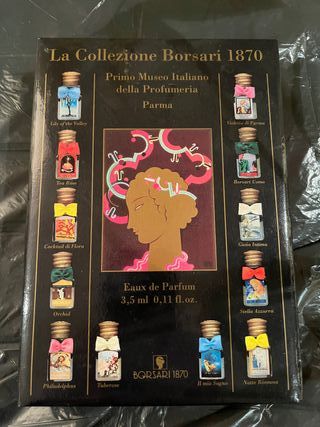 La Collezione Borsari 1870
Primo Museo Italiano
della Profumeria
Parma
Lily of the Valley
Violetta di Parma
Tea Rose
Borsari Uomo
Cocktail di Flora
Gioia Intima
Orchid
Stella Azzurra
Eaux de Parfum
3,5 ml 0,11 fl.oz.
Philadelphus
Tuberose
Il mio Sogno
Notte Romana
BORSARI 1870